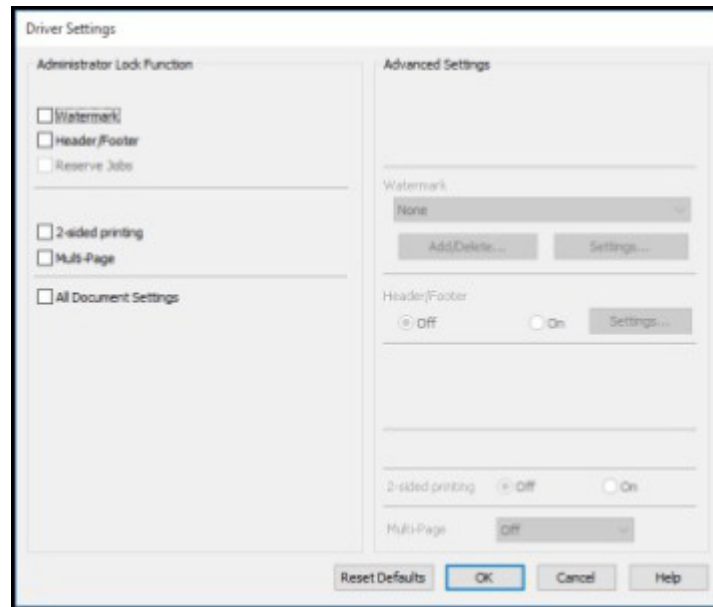 Driver Settings
Administrator Lock Function
Watermark
Header/Footer
Reserve Jobs
2-sided printing
Multi-Page
All Document Settings
Advanced Settings
Watermark
None
Add/Delete... Settings...
Header/Footer
Off On Settings...
2-sided printing Off On
Multi-Page Off
Reset Defaults OK Cancel Help